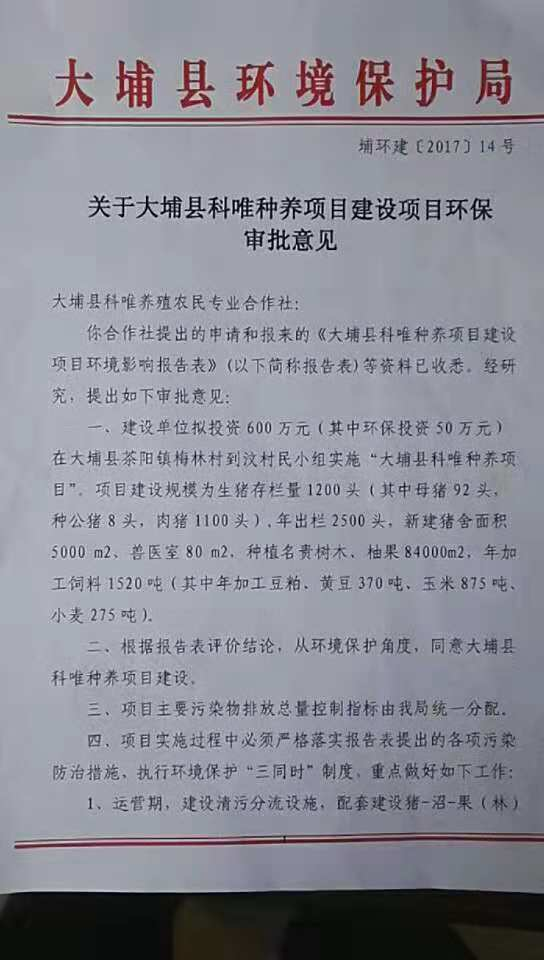 大埔县环境保护局
埔环建〔2017〕14号
关于大埔县科唯种养项目建设项目环保
审批意见
大埔县科唯养殖农民专业合作社：
你合作社提出的申请和报来的《大埔县科唯种养项目建设
项目环境影响报告表》(以下简称报告表)等资料已收悉。经研
究，提出如下审批意见：
一、建设单位拟投资600万元（其中环保投资50万元）
在大埔县茶阳镇梅林村到汶村民小组实施“大埔县科唯种养项
目”。项目建设规模为生猪存栏量1200头（其中母猪92头，
种公猪8头，肉猪1100头）,年出栏2500头，新建猪舍面积
5000 m2、兽医室80 m2，种植名贵树木、柚果84000m2，年加
工饲料1520吨（其中年加工豆粕、黄豆370吨、玉米875吨、
小麦275吨）。
二、根据报告表评价结论，从环境保护角度，同意大埔县
科唯种养项目建设。
三、项目主要污染物排放总量控制指标由我局统一分配。
四、项目实施过程中必须严格落实报告表提出的各项污染
防治措施、执行环境保护“三同时”制度，重点做好如下工作：
1、运营期，建设清污分流设施，配套建设猪-沼-果（林）